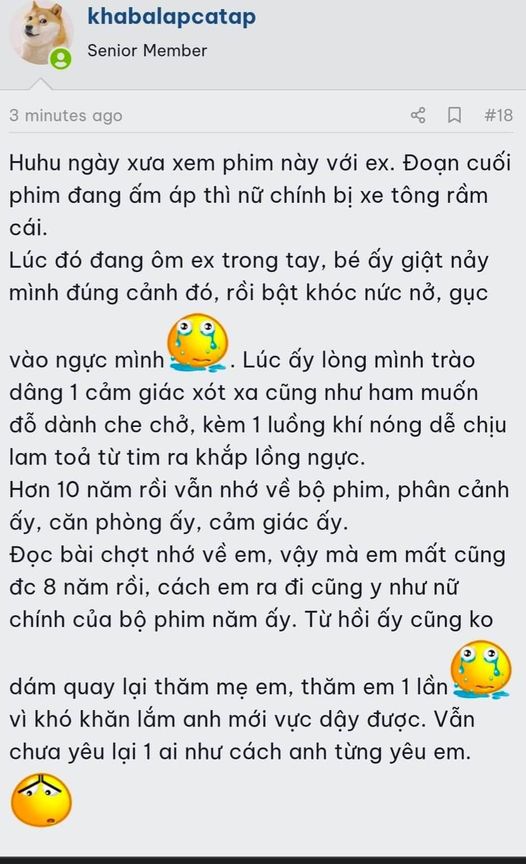 khabalapcatap
Senior Member
3 minutes ago
#18
Huhu ngày xưa xem phim này với ex. Đoạn cuối
phim đang ấm áp thì nữ chính bị xe tông rầm
cái.
Lúc đó đang ôm ex trong tay, bé ấy giật nảy
mình đúng cảnh đó, rồi bật khóc nức nở, gục
vào ngực mình . Lúc ấy lòng mình trào
dâng 1 cảm giác xót xa cũng như ham muốn
đỗ dành che chở, kèm 1 luồng khí nóng dễ chịu
lam toả từ tim ra khắp lồng ngực.
Hơn 10 năm rồi vẫn nhớ về bộ phim, phân cảnh
ấy, căn phòng ấy, cảm giác ấy.
Đọc bài chợt nhớ về em, vậy mà em mất cũng
đc 8 năm rồi, cách em ra đi cũng y như nữ
chính của bộ phim năm ấy. Từ hồi ấy cũng ko
dám quay lại thăm mẹ em, thăm em 1 lần
vì khó khăn lắm anh mới vực dậy được. Vẫn
chưa yêu lại 1 ai như cách anh từng yêu em.